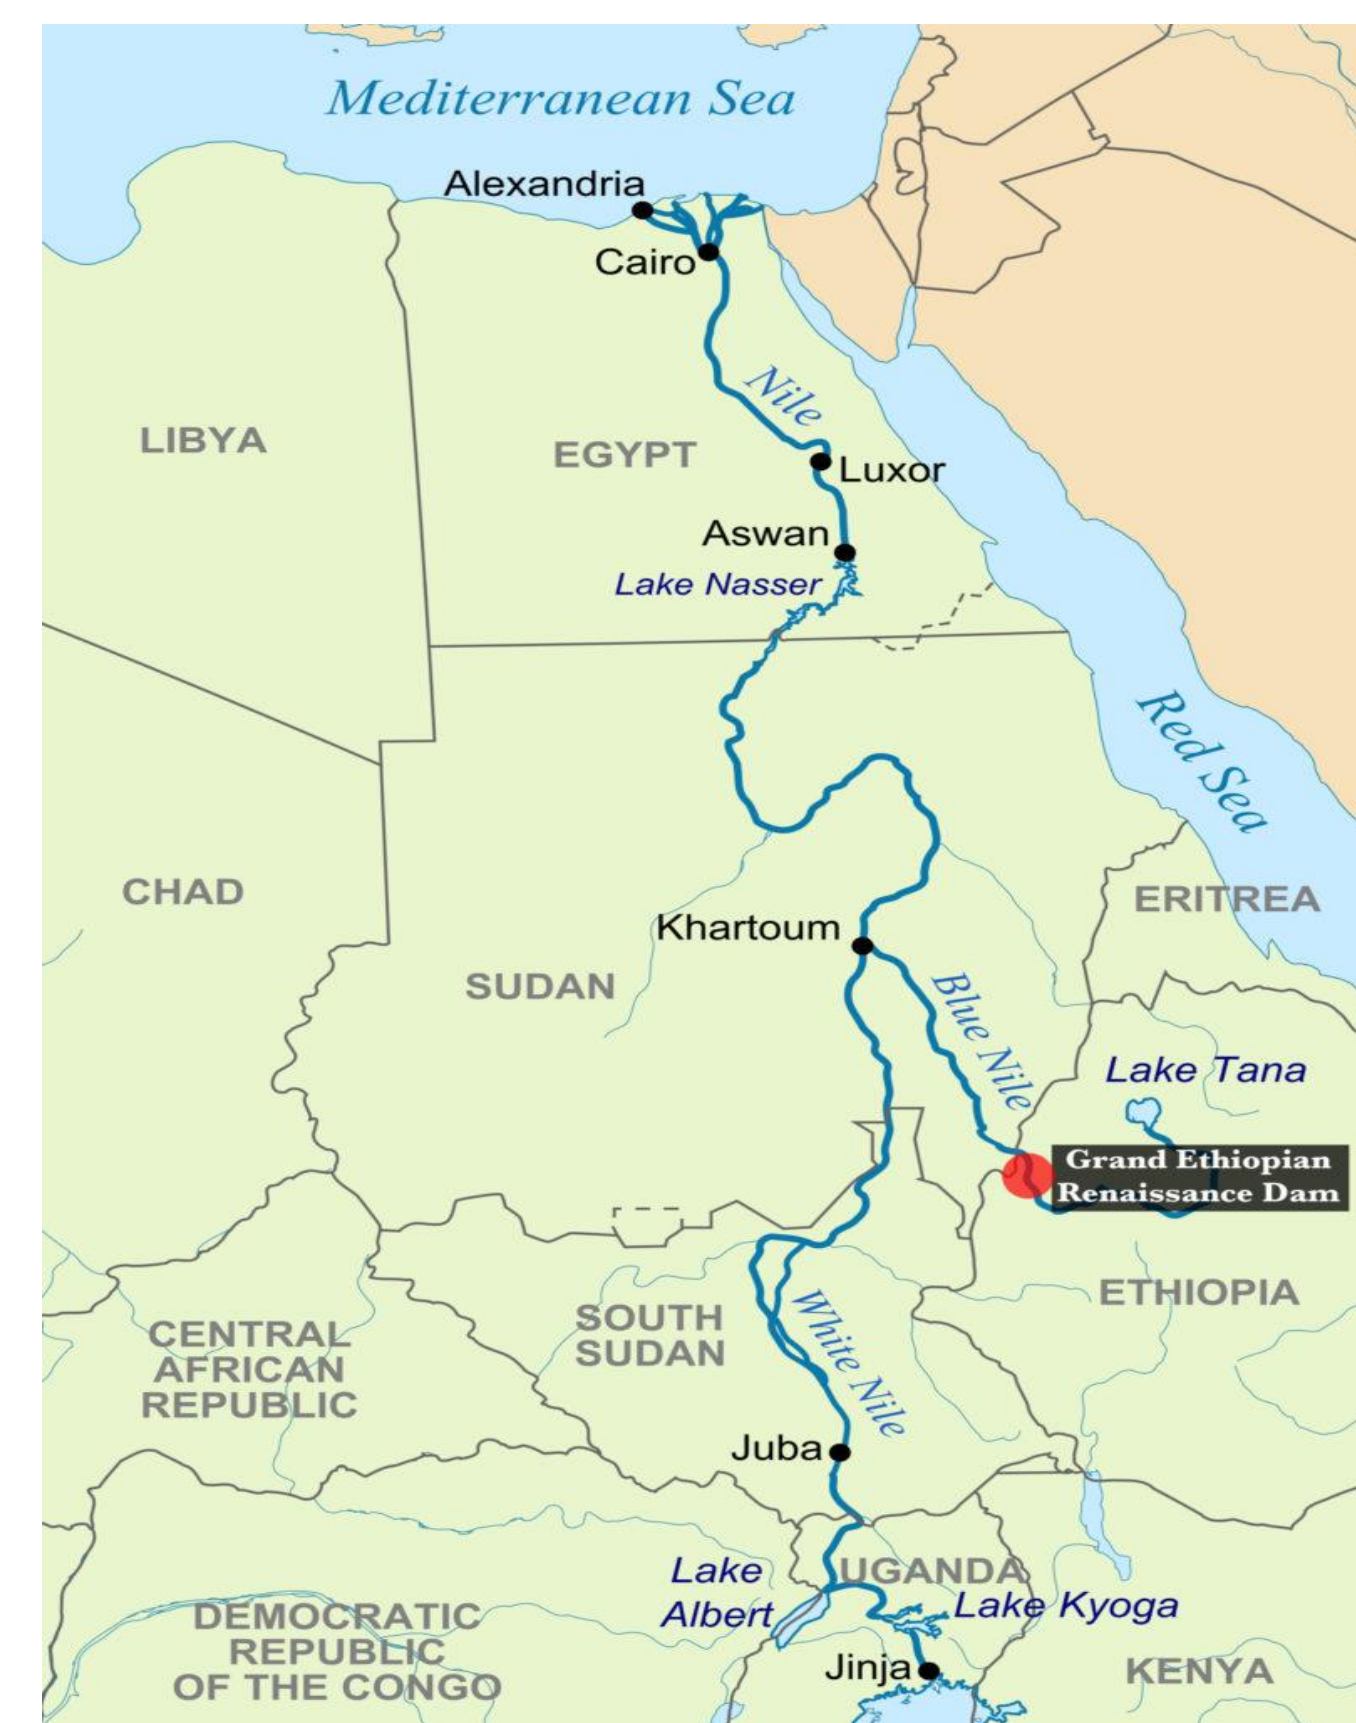 Mediterranean Sea
Alexandria
Cairo
Nile
LIBYA
EGYPT
Luxor
Aswan
Lake Nasser
Red Sea
CHAD
ERITREA
Khartoum
SUDAN
Blue Nile
Lake Tana
Grand Ethiopian
Renaissance Dam
ETHIOPIA
SOUTH
SUDAN
White Nile
CENTRAL
AFRICAN
REPUBLIC
Juba
Lake
Albert
UGANDA
Lake Kyoga
DEMOCRATIC
REPUBLIC
OF THE CONGO
Jinja
KENYA